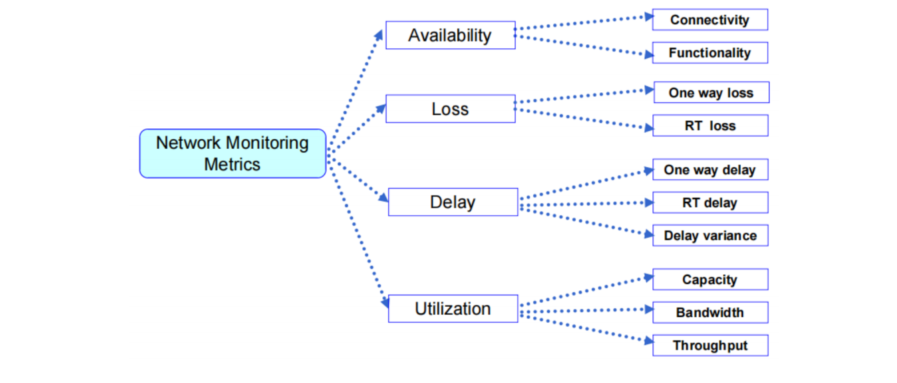 Network Monitoring
Metrics
Availability
Connectivity
Functionality
Loss
One way loss
RT loss
Delay
One way delay
RT delay
Delay variance
Utilization
Capacity
Bandwidth
Throughput